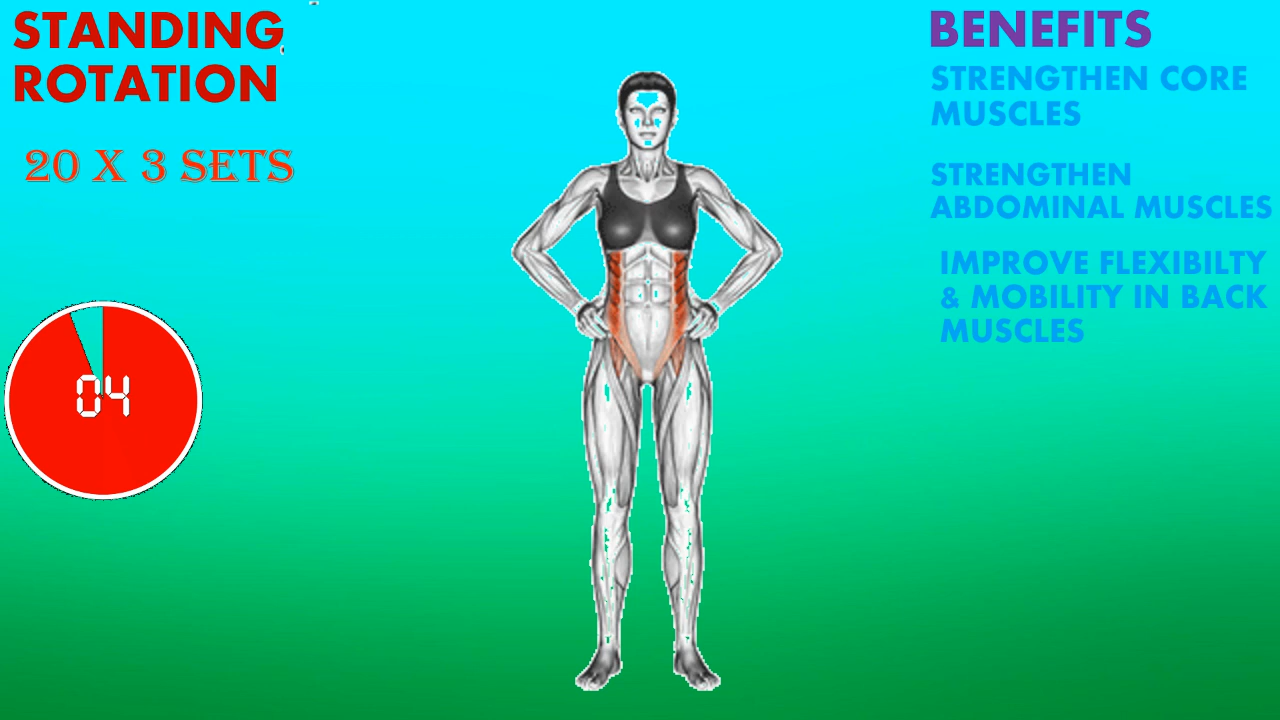 STANDING
ROTATION
20 X 3 SETS
04
BENEFITS
STRENGTHEN CORE
MUSCLES
STRENGTHEN
ABDOMINAL MUSCLES
IMPROVE FLEXIBILTY
& MOBILITY IN BACK
MUSCLES